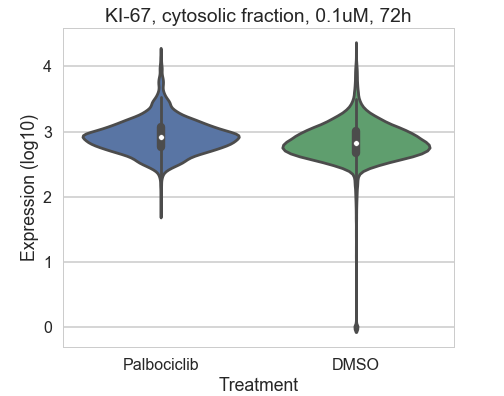 KI-67, cytosolic fraction, 0.1uM, 72h
Expression (log10)
4
3
2
1
0
Palbociclib
DMSO
Treatment